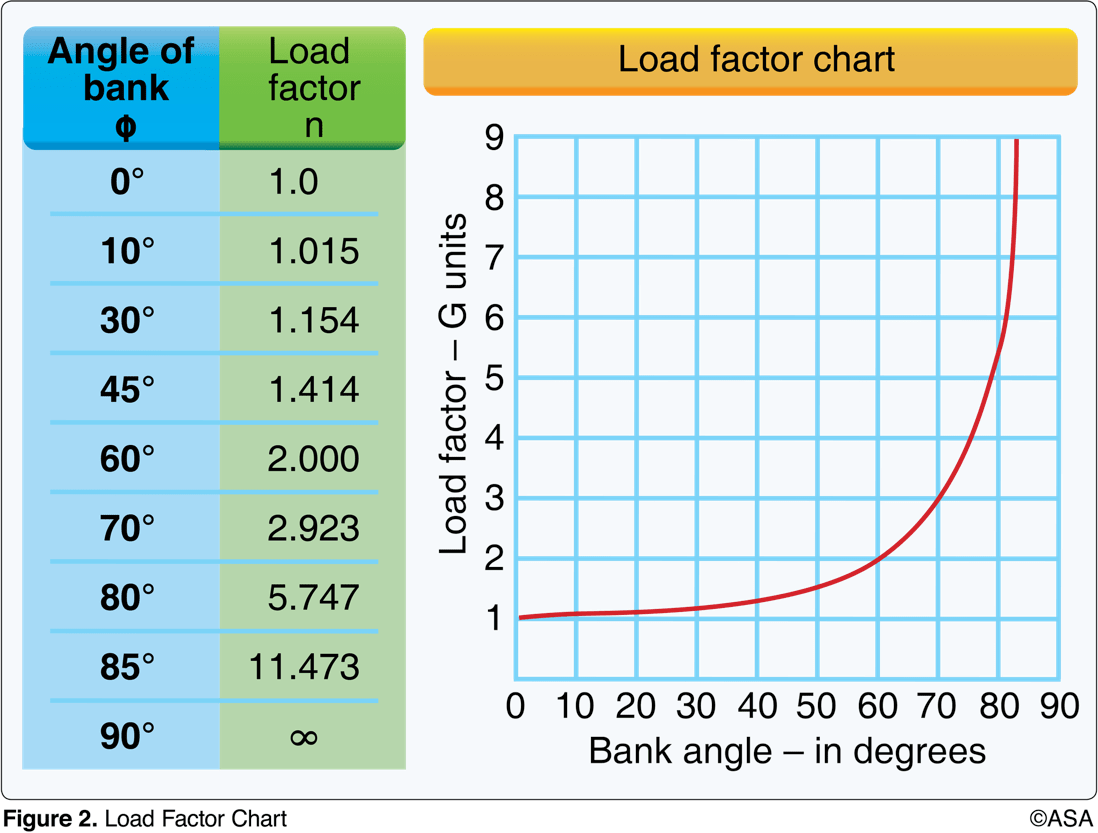 Angle of
bank
ϕ
Load
factor
n
0° 1.0
10° 1.015
30° 1.154
45° 1.414
60° 2.000
70° 2.923
80° 5.747
85° 11.473
90° ∞
Load factor chart
Load factor – G units
9
8
7
6
5
4
3
2
1
0 10 20 30 40 50 60 70 80 90
Bank angle – in degrees
Figure 2. Load Factor Chart
©ASA